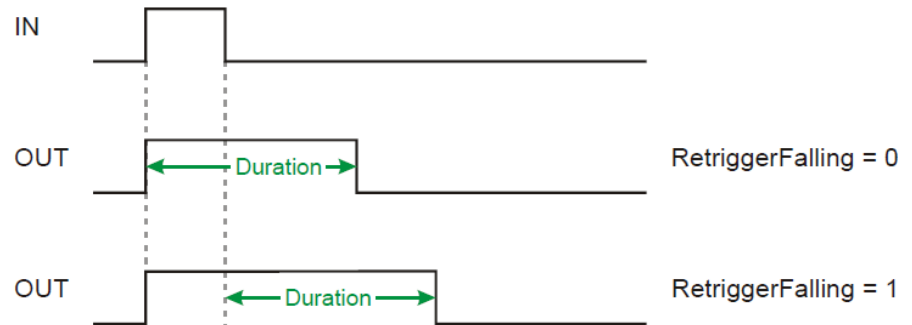 IN
OUT
Duration
RetriggerFalling = 0
OUT
Duration
RetriggerFalling = 1